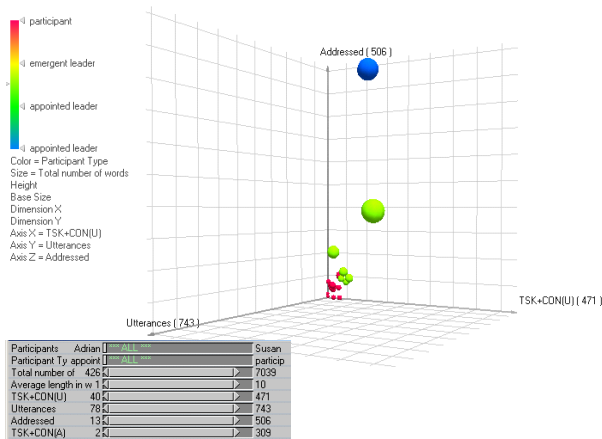 participant
emergent leader
appointed leader
appointed leader
Color = Participant Type
Size = Total number of words
Height
Base Size
Dimension X
Dimension Y
Axis X = TSK+CON(U)
Axis Y = Utterances
Axis Z = Addressed
Addressed ( 506 )
TSK+CON(U) ( 471 )
Utterances ( 743 )
Participants Adrian *** ALL *** Susan
Participant Ty appoint *** ALL *** particip
Total number of 426 7039
Average length in w 1 10
TSK+CON(U) 40 471
Utterances 78 743
Addressed 13 506
TSK+CON(A) 2 309